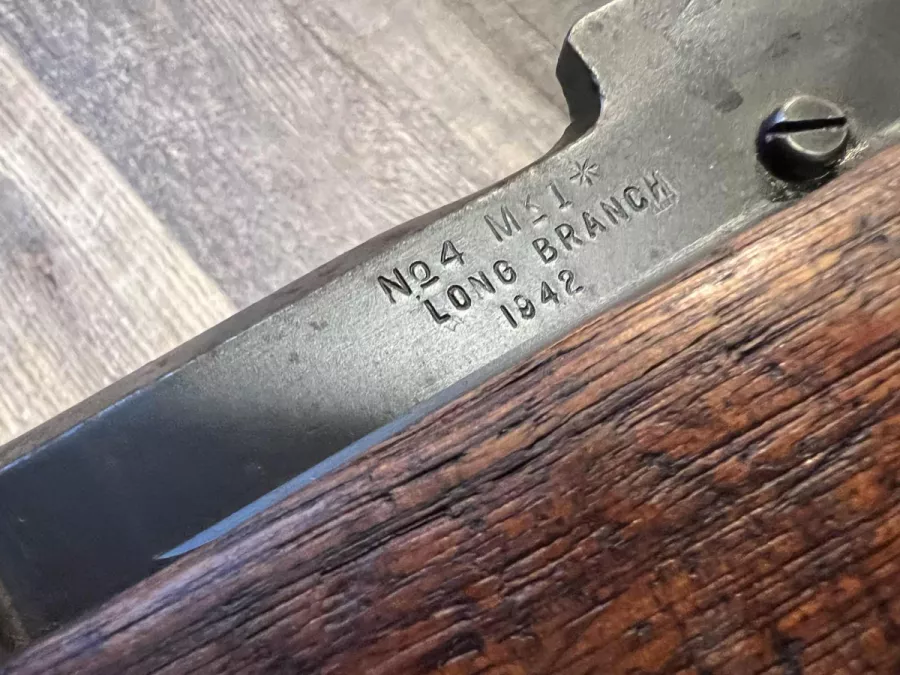 No4 Mk1*
LONG BRANCH
1942